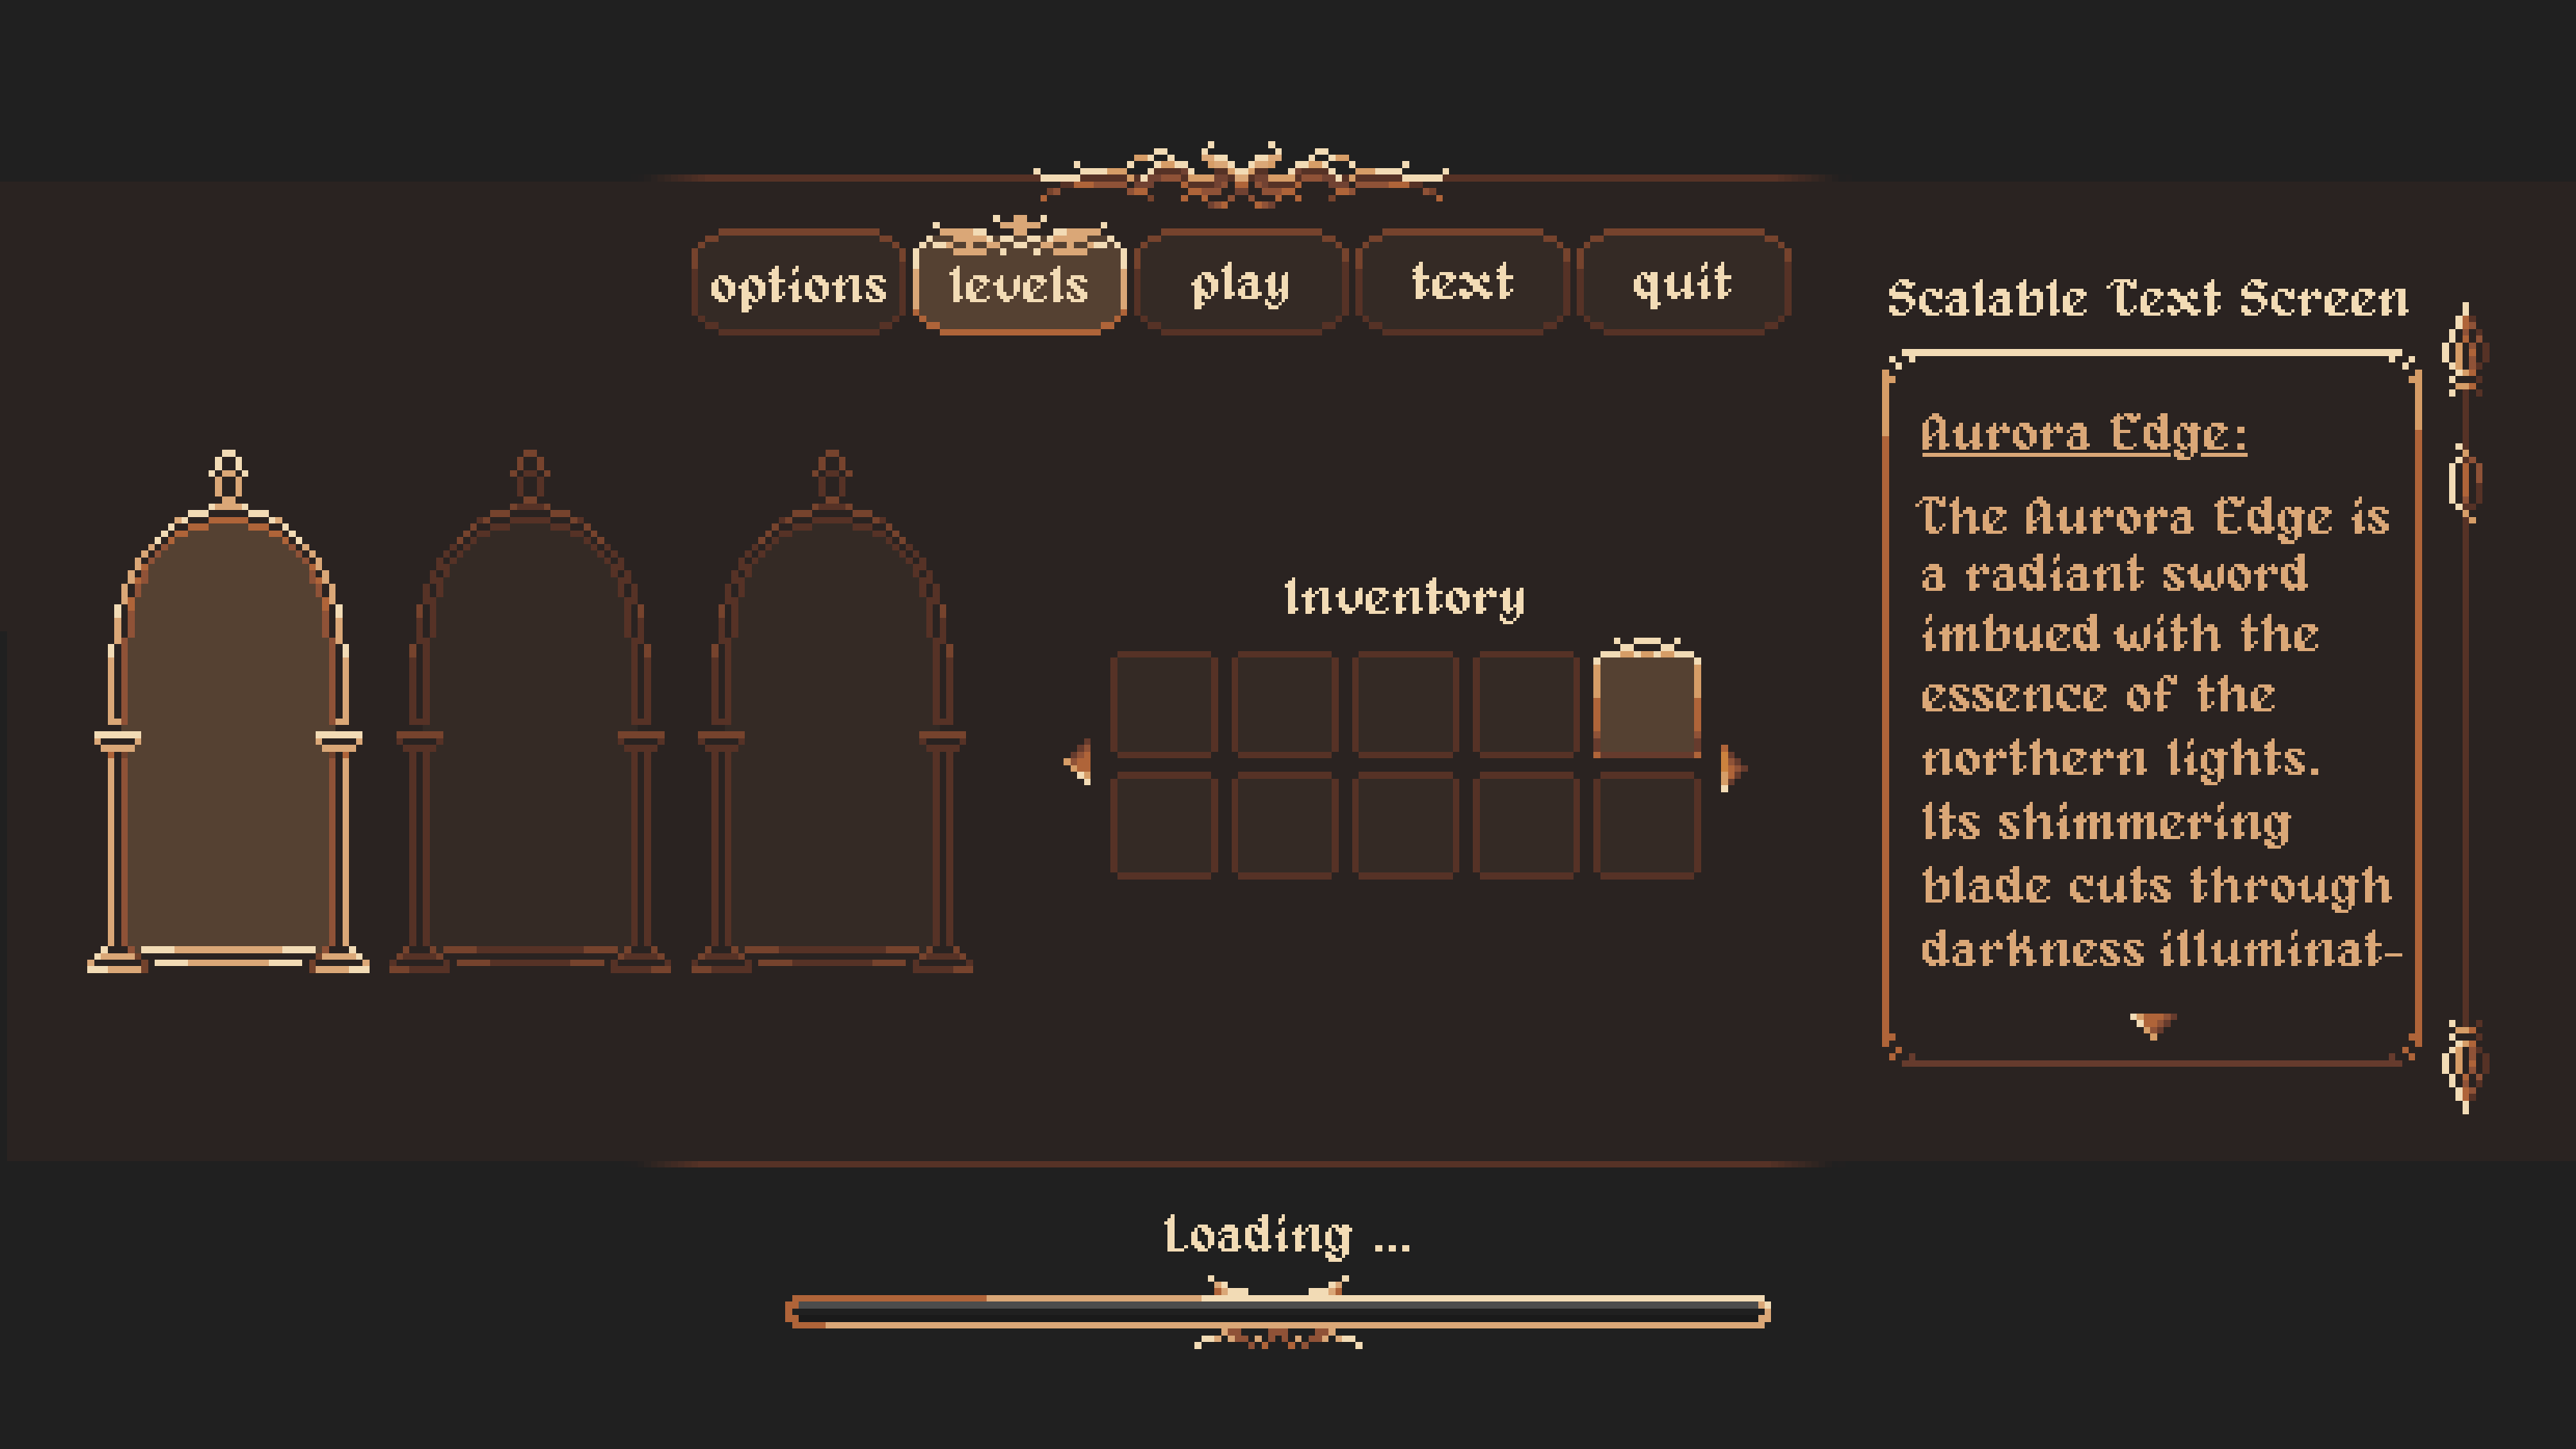 options
levels
play
text
quit
Scalable Text Screen
Aurora Edge:
The Aurora Edge is
a radiant sword
imbued with the
essence of the
northern lights.
Its shimmering
blade cuts through
darkness illuminat-
Inventory
Loading ...